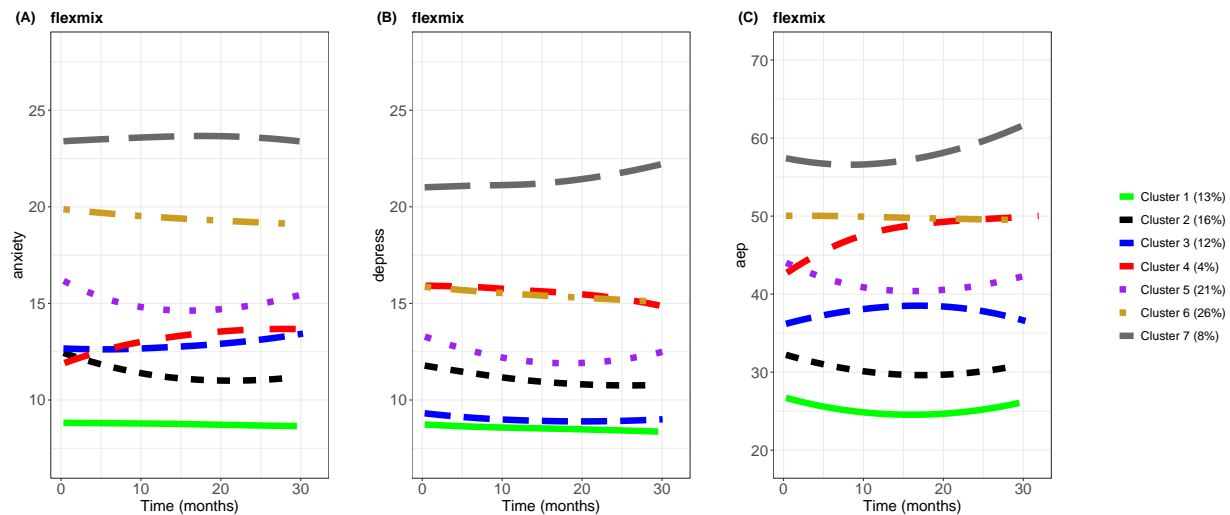 (A) flexmix
anxiety
25
20
15
10
0 10 20 30
Time (months)
(B) flexmix
depress
25
20
15
10
0 10 20 30
Time (months)
(C) flexmix
aep
70
60
50
40
30
20
0 10 20 30
Time (months)
Cluster 1 (13%)
Cluster 2 (16%)
Cluster 3 (12%)
Cluster 4 (4%)
Cluster 5 (21%)
Cluster 6 (26%)
Cluster 7 (8%)